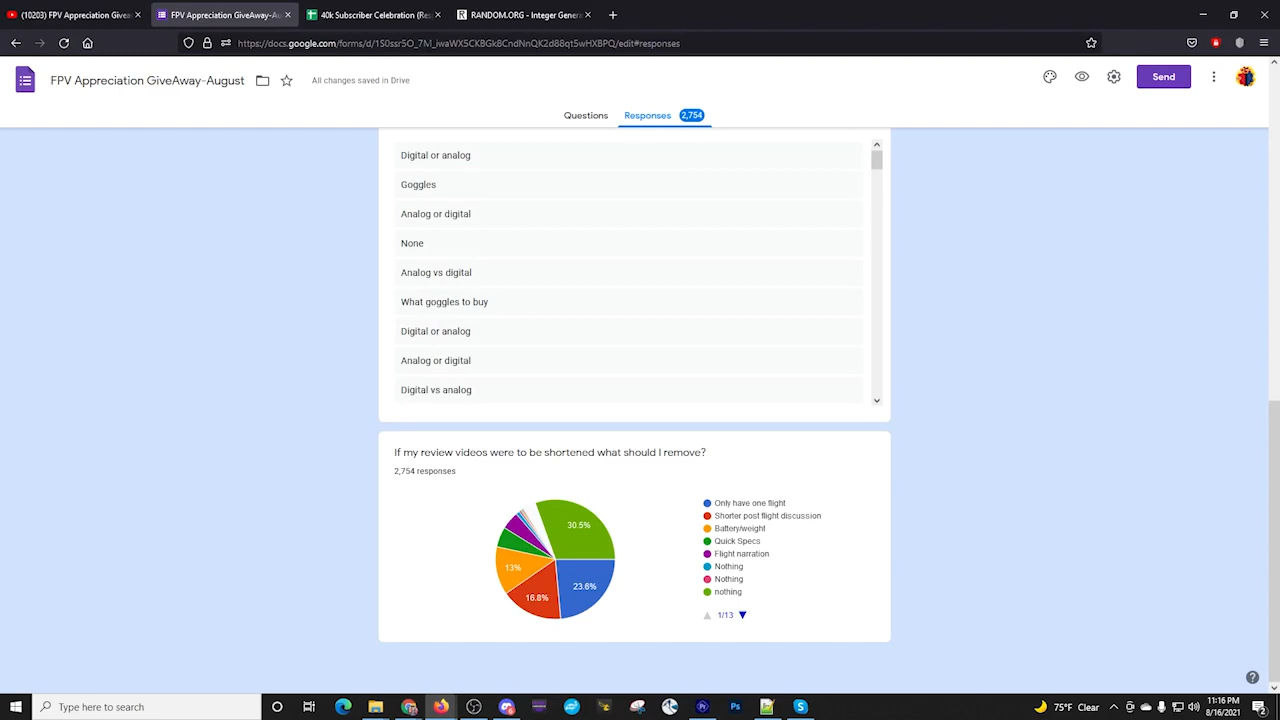 (10203) FPV Appreciation Givea
FPV Appreciation GiveAway-Au
40k Subscriber Celebration (Re
RANDOM.ORG - Integer Gener
FPV Appreciation GiveAway-August
All changes saved in Drive
Send
Questions
Responses 2,754
Digital or analog
Goggles
Analog or digital
None
Analog vs digital
What goggles to buy
Digital or analog
Analog or digital
Digital vs analog
If my review videos were to be shortened what should I remove?
2,754 responses
30.5%
23.6%
16.8%
13%
Only have one flight
Shorter post flight discussion
Battery/weight
Quick Specs
Flight narration
Nothing
Nothing
nothing
1/13
Type here to search
75°F Clear
11:16 PM
8/16/2021